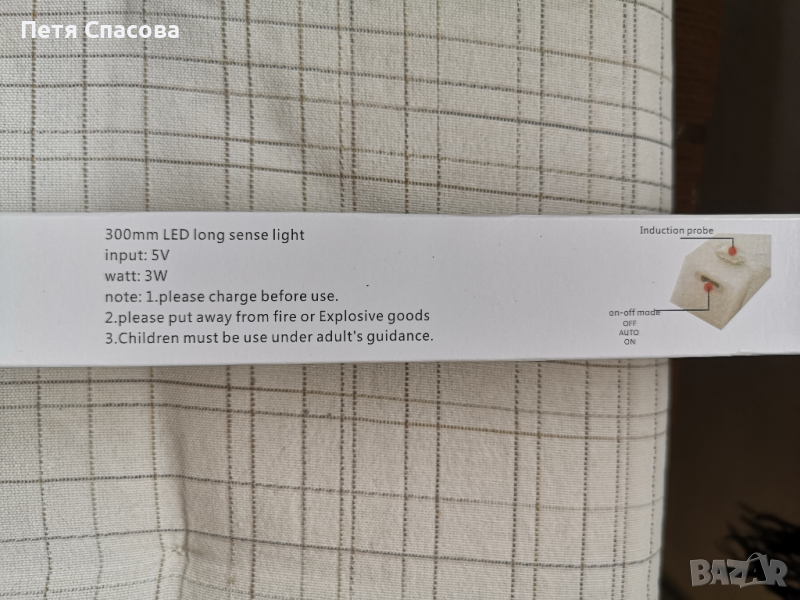 Петя Спасова
300mm LED long sense light
input: 5V
watt: 3W
note: 1.please charge before use.
2.please put away from fire or Explosive goods
3.Children must be use under adult's guidance.
Induction probe
on-off mode
OFF
AUTO
ON
BAZAR